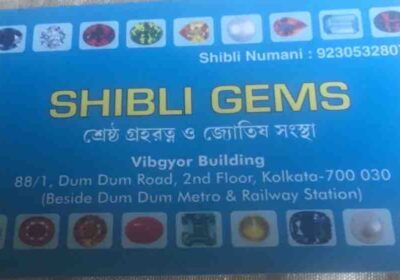 Shibli Numani : 9230532807
SHIBLI GEMS
শ্রেষ্ঠ গ্রহরত্ন ও জ্যোতিষ সংস্থা
Vibgyor Building
88/1, Dum Dum Road, 2nd Floor, Kolkata-700 030
(Beside Dum Dum Metro & Railway Station)